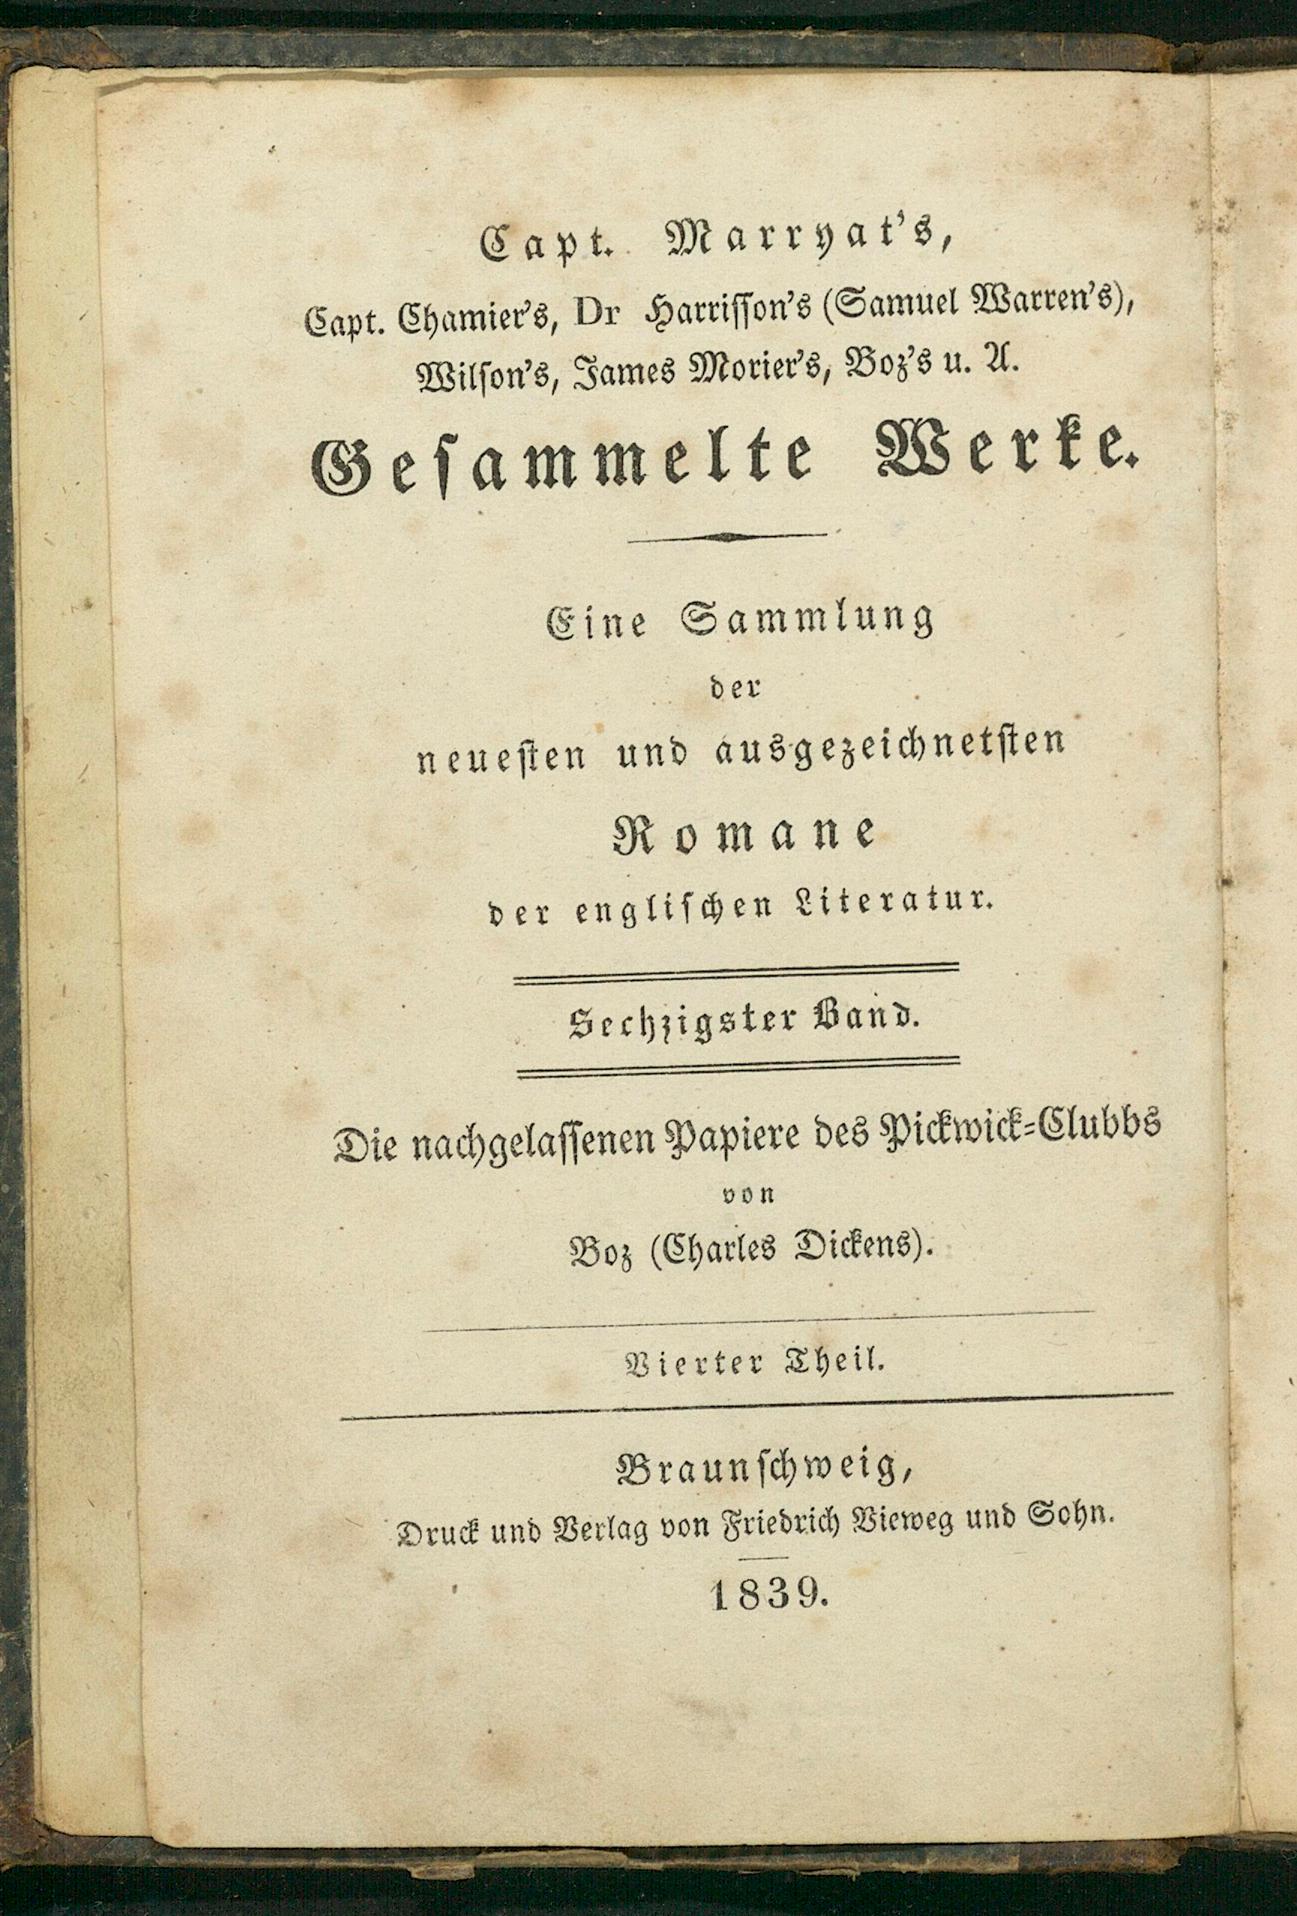 Capt. Marryat's,
Capt. Chamier's, Dr Harrisson's (Samuel Warren's),
Wilson's, James Morier's, Boz's u. A.
Gesammelte Werke.
Eine Sammlung
der
neuesten und ausgezeichnetsten
Romane
der englischen Literatur.
Sechzigster Band.
Die nachgelassenen Papiere des Pickwick-Clubbs
von
Boz (Charles Dickens).
Vierter Theil.
Braunschweig,
Druck und Verlag von Friedrich Vieweg und Sohn.
1839.